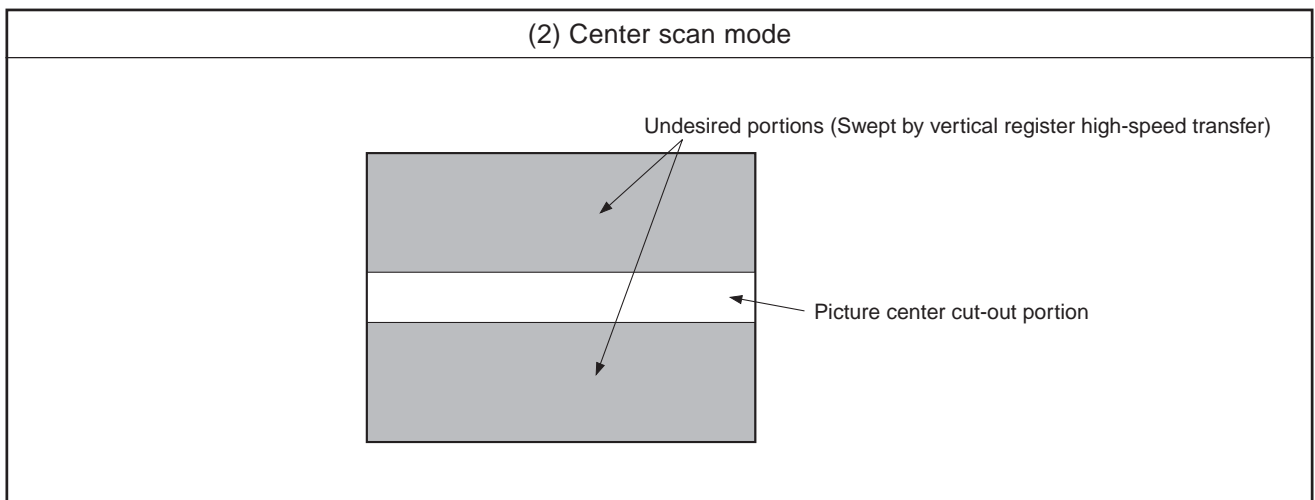 (2) Center scan mode
Undesired portions (Swept by vertical register high-speed transfer)
Picture center cut-out portion